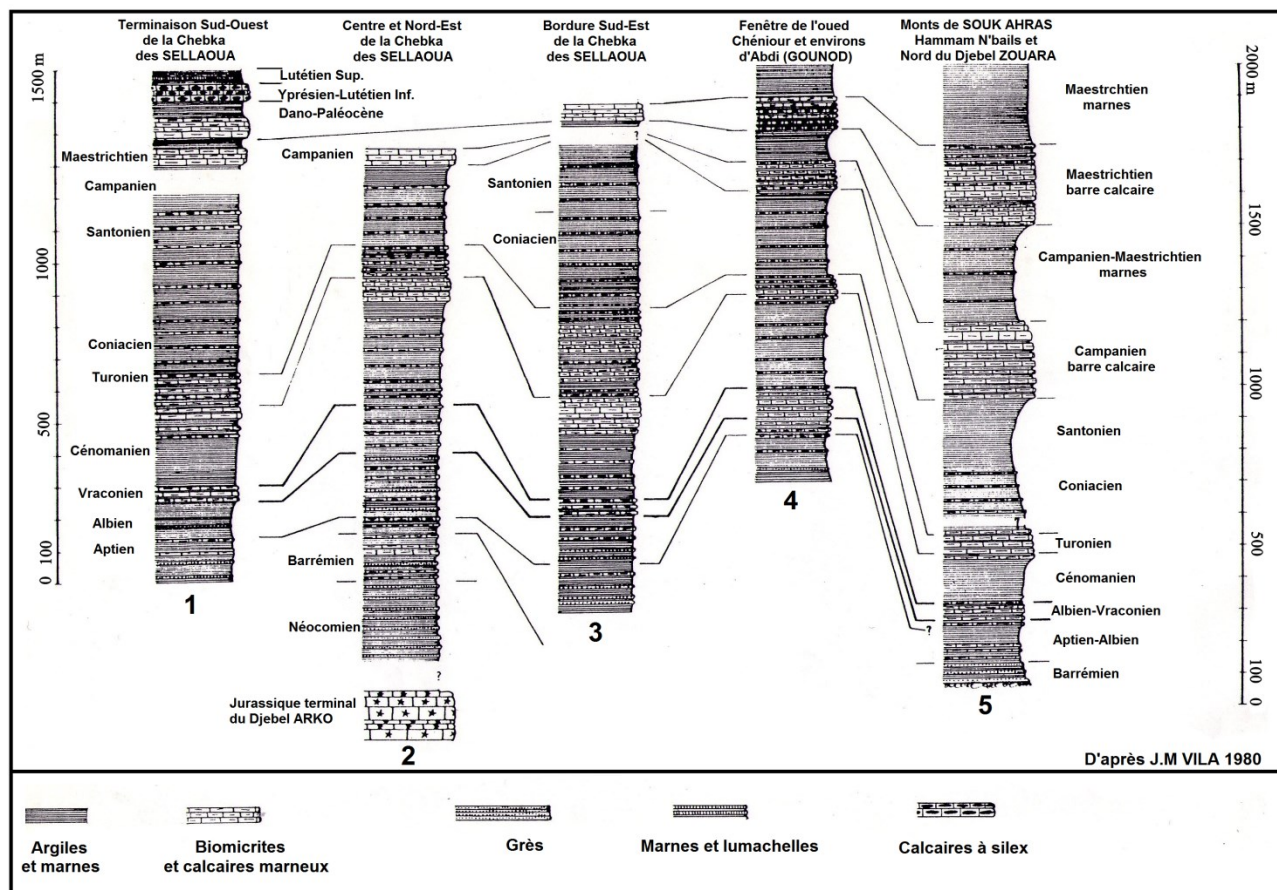 Terminaison Sud-Ouest
de la Chebka
des SELLAOUA
Centre et Nord-Est
de la Chebka
des SELLAOUA
Bordure Sud-Est
de la Chebka
des SELLAOUA
Fenêtre de l'oued
Chéniour et environs
d'Abdi (GOUNOD)
Monts de SOUK AHRAS
Hammam N'bails et
Nord du Djebel ZOUARA
1500 m
1000
500
100
0
Lutétien Sup.
Yprésien-Lutétien Inf.
Dano-Paléocène
Maestrichtien
Campanien
Santonien
Coniacien
Turonien
Cénomanien
Vraconien
Albien
Aptien
1
Campanien
Barrémien
Néocomien
?
Jurassique terminal
du Djebel ARKO
2
?
Santonien
Coniacien
3
4
Maestrchtien
marnes
Maestrichtien
barre calcaire
Campanien-Maestrichtien
marnes
Campanien
barre calcaire
Santonien
Coniacien
?
Turonien
Cénomanien
Albien-Vraconien
?
Aptien-Albien
Barrémien
5
2000 m
1500
1000
500
100
0
D'après J.M VILA 1980
Argiles
et marnes
Biomicrites
et calcaires marneux
Grès
Marnes et lumachelles
Calcaires à silex